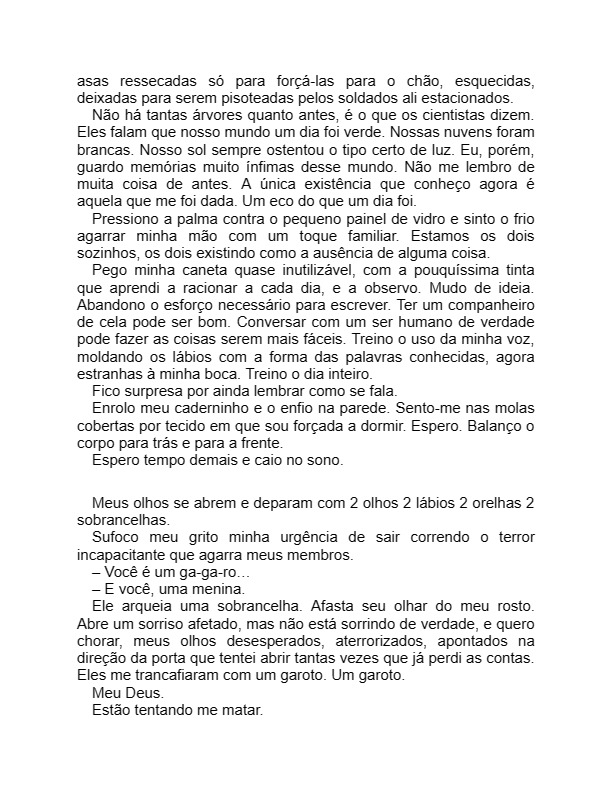 asas ressecadas só para forçá-las para o chão, esquecidas,
deixadas para serem pisoteadas pelos soldados ali estacionados.
Não há tantas árvores quanto antes, é o que os cientistas dizem.
Eles falam que nosso mundo um dia foi verde. Nossas nuvens foram
brancas. Nosso sol sempre ostentou o tipo certo de luz. Eu, porém,
guardo memórias muito ínfimas desse mundo. Não me lembro de
muita coisa de antes. A única existência que conheço agora é
aquela que me foi dada. Um eco do que um dia foi.
Pressiono a palma contra o pequeno painel de vidro e sinto o frio
agarrar minha mão com um toque familiar. Estamos os dois
sozinhos, os dois existindo como a ausência de alguma coisa.
Pego minha caneta quase inutilizável, com a pouquíssima tinta
que aprendi a racionar a cada dia, e a observo. Mudo de ideia.
Abandono o esforço necessário para escrever. Ter um companheiro
de cela pode ser bom. Conversar com um ser humano de verdade
pode fazer as coisas serem mais fáceis. Treino o uso da minha voz,
moldando os lábios com a forma das palavras conhecidas, agora
estranhas à minha boca. Treino o dia inteiro.
Fico surpresa por ainda lembrar como se fala.
Enrolo meu caderninho e o enfio na parede. Sento-me nas molas
cobertas por tecido em que sou forçada a dormir. Espero. Balanço o
corpo para trás e para a frente.
Espero tempo demais e caio no sono.
Meus olhos se abrem e deparam com 2 olhos 2 lábios 2 orelhas 2
sobrancelhas.
Sufoco meu grito minha urgência de sair correndo o terror
incapacitante que agarra meus membros.
– Você é um ga-ga-ro…
– E você, uma menina.
Ele arqueia uma sobrancelha. Afasta seu olhar do meu rosto.
Abre um sorriso afetado, mas não está sorrindo de verdade, e quero
chorar, meus olhos desesperados, aterrorizados, apontados na
direção da porta que tentei abrir tantas vezes que já perdi as contas.
Eles me trancafiaram com um garoto. Um garoto.
Meu Deus.
Estão tentando me matar.